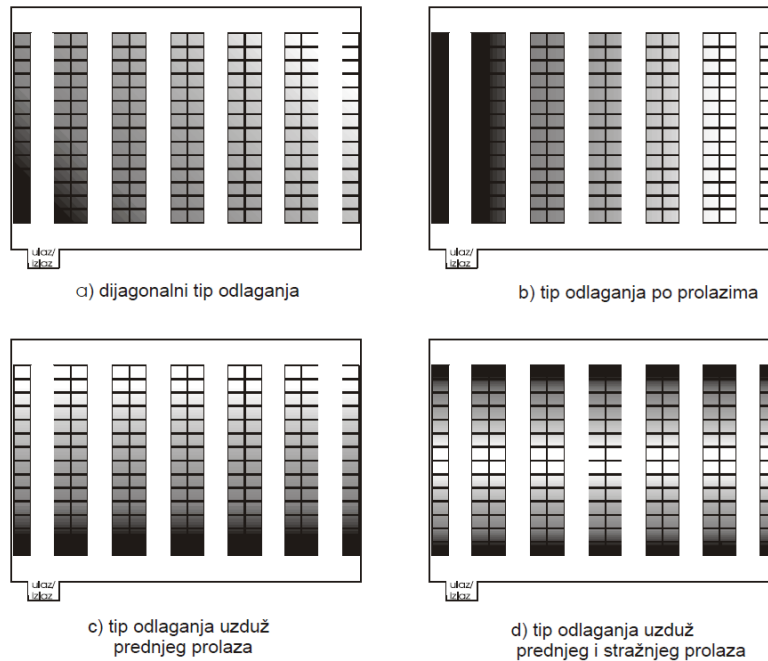 ulaz/
izlaz
a) dijagonalni tip odlaganja
ulaz/
izlaz
b) tip odlaganja po prolazima
ulaz/
izlaz
c) tip odlaganja uzduž
prednjeg prolaza
ulaz/
izlaz
d) tip odlaganja uzduž
prednjeg i stražnjeg prolaza